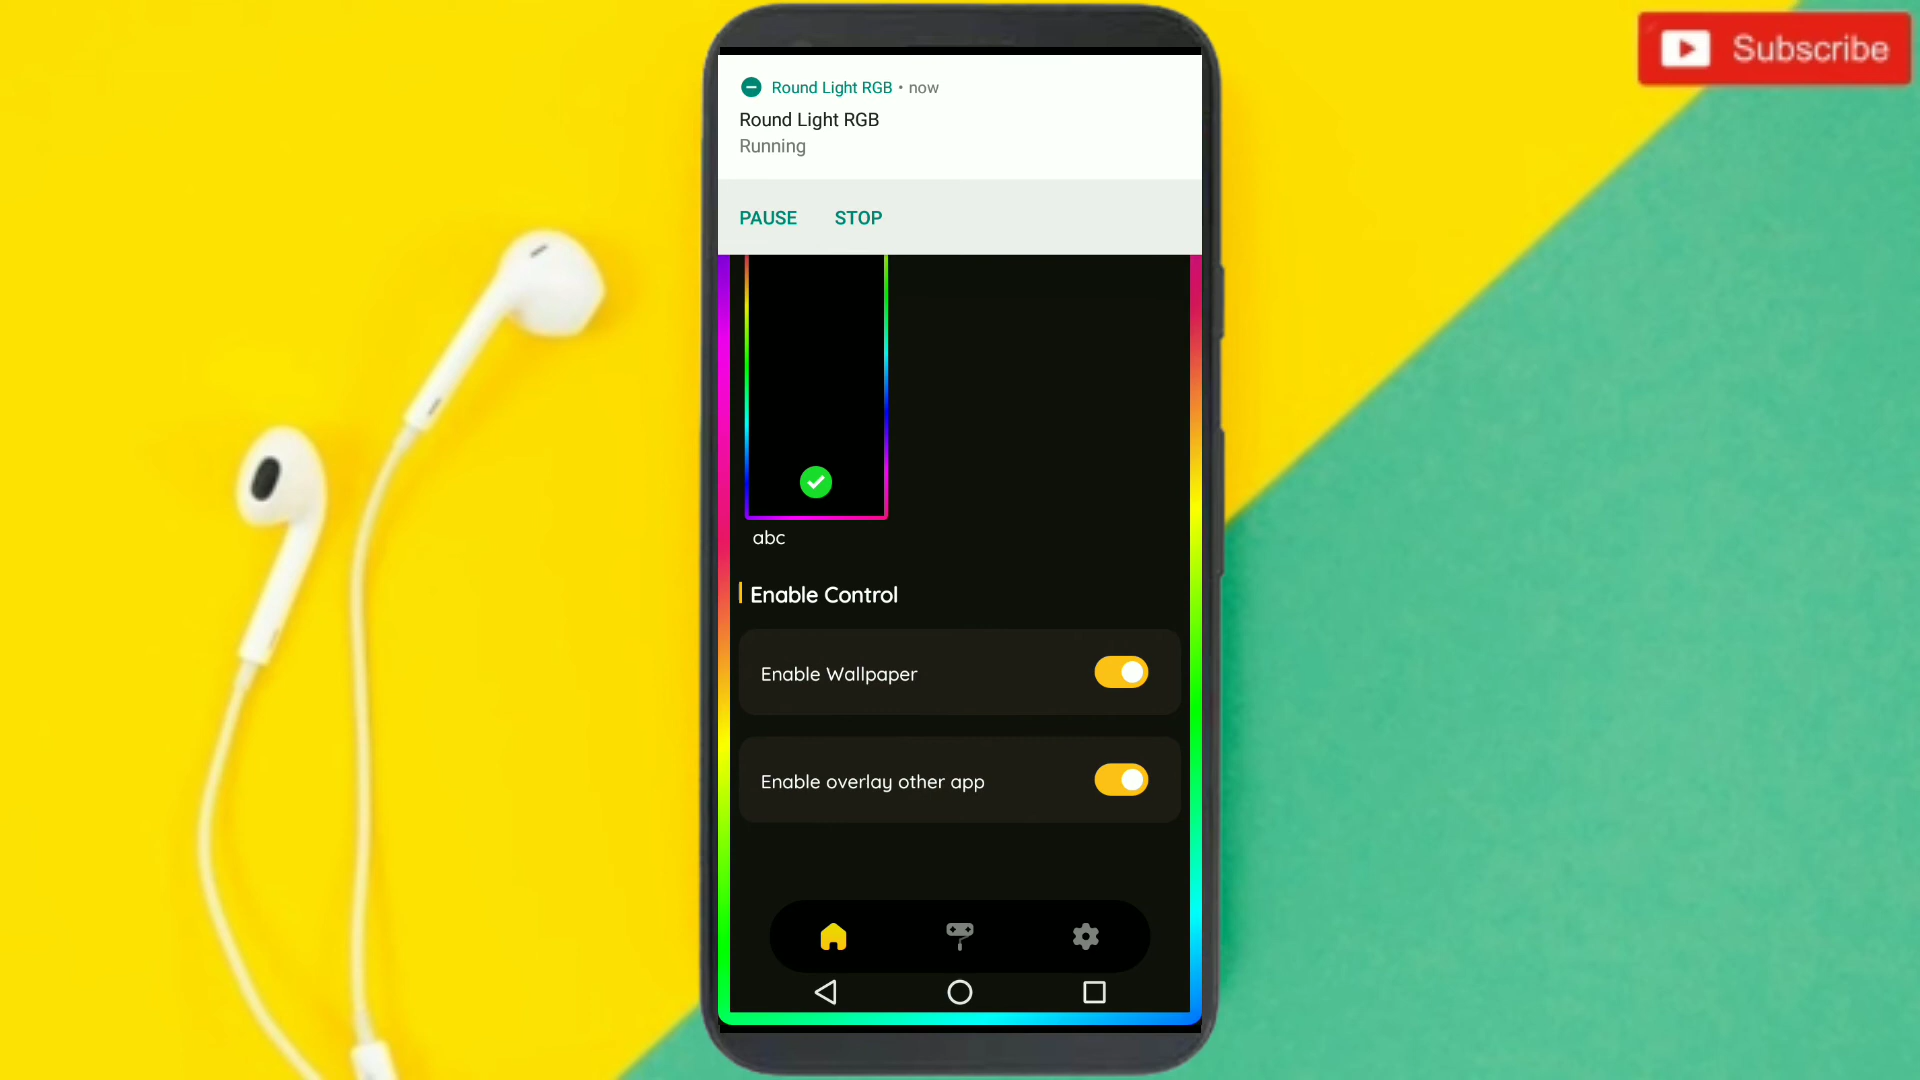 Subscribe
Round Light RGB • now
Round Light RGB
Running
PAUSE STOP
abc
Enable Control
Enable Wallpaper
Enable overlay other app